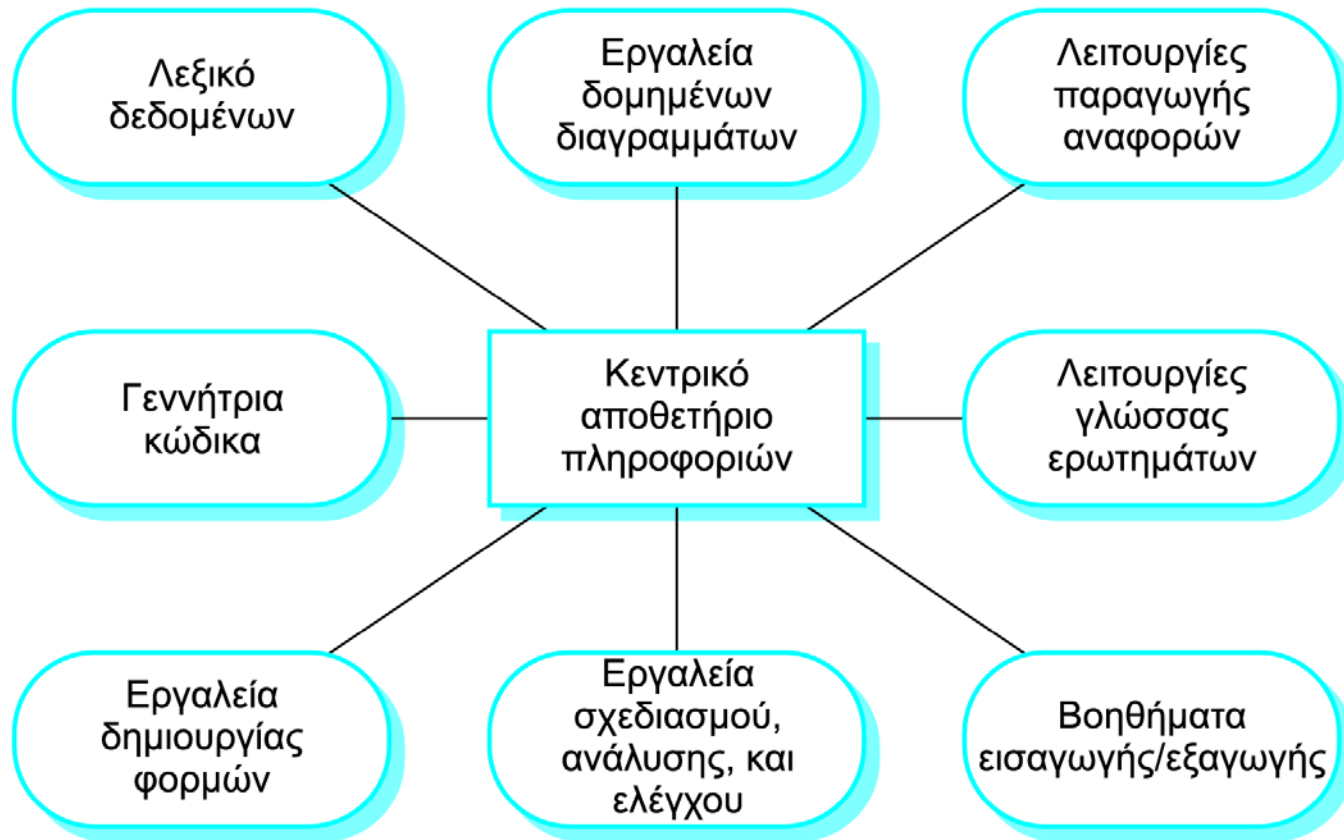 Λεξικό
δεδομένων
Εργαλεία
δομημένων
διαγραμμάτων
Λειτουργίες
παραγωγής
αναφορών
Γεννήτρια
κώδικα
Κεντρικό
αποθετήριο
πληροφοριών
Λειτουργίες
γλώσσας
ερωτημάτων
Εργαλεία
δημιουργίας
φορμών
Εργαλεία
σχεδιασμού,
ανάλυσης, και
ελέγχου
Βοηθήματα
εισαγωγής/εξαγωγής